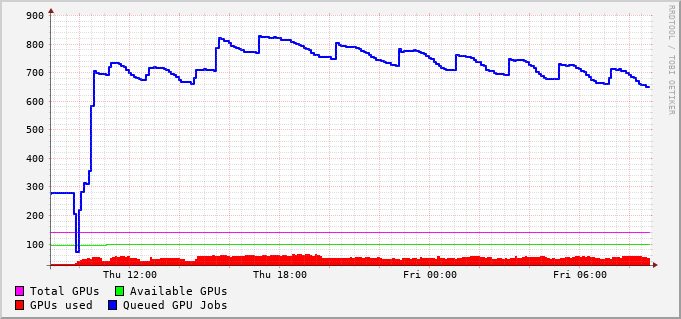 900
800
700
600
500
400
300
200
100
Thu 12:00 Thu 18:00 Fri 00:00 Fri 06:00
Total GPUs Available GPUs
GPUs used Queued GPU Jobs
RRDTOOL / TOBI OETIKER